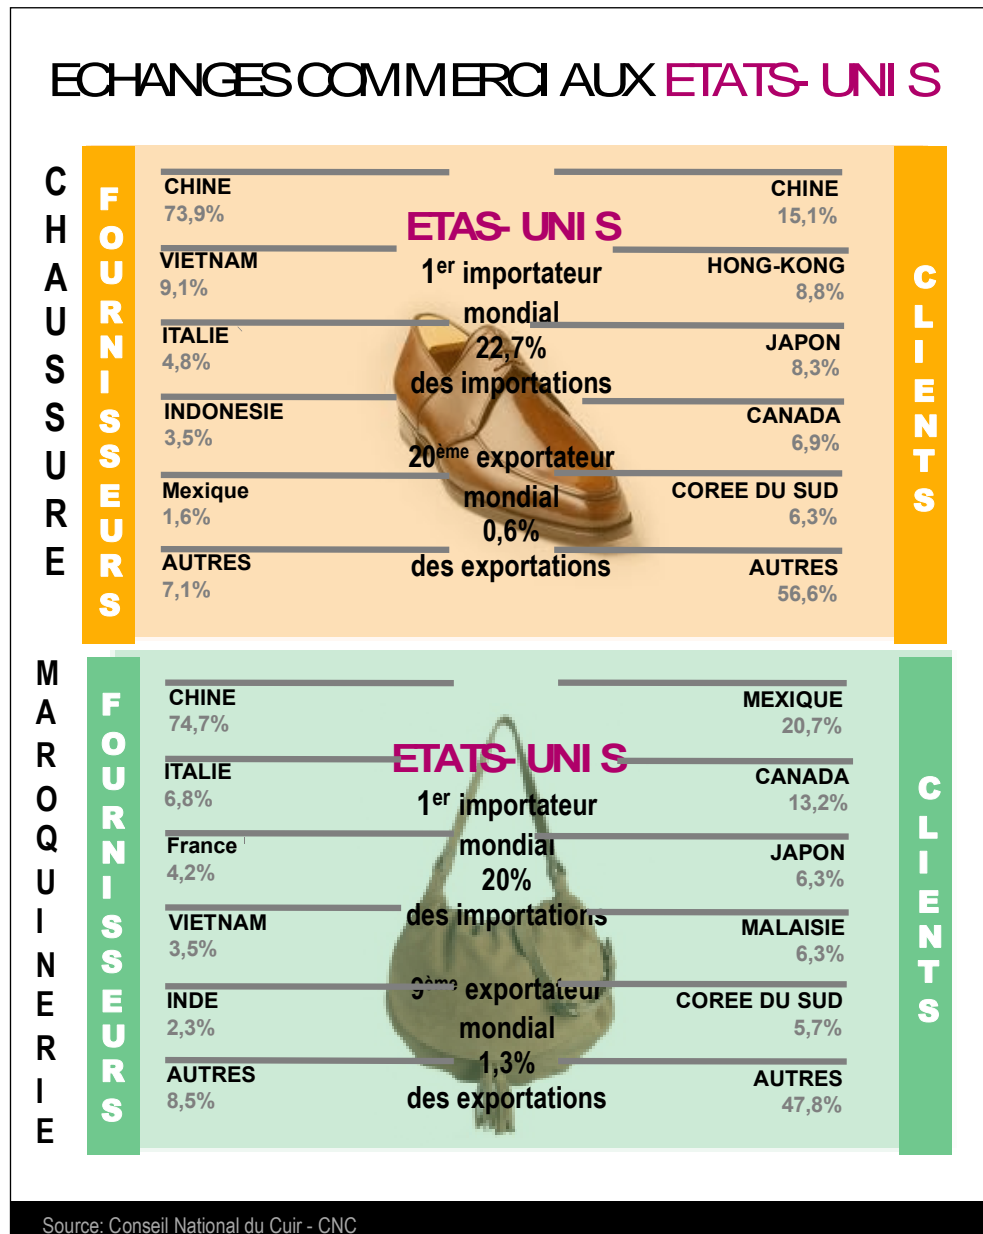 ECHANGES COMMERCIAUX ETATS-UNIS
CHAUSSURE
FOURNISSEURS
CHINE
73,9%
VIETNAM
9,1%
ITALIE
4,8%
INDONESIE
3,5%
Mexique
1,6%
AUTRES
7,1%
ETAS-UNIS
1er importateur
mondial
22,7%
des importations
20ème exportateur
mondial
0,6%
des exportations
CHINE
15,1%
HONG-KONG
8,8%
JAPON
8,3%
CANADA
6,9%
COREE DU SUD
6,3%
AUTRES
56,6%
CLIENTS
MAROQUINERIE
FOURNISSEURS
CHINE
74,7%
ITALIE
6,8%
France
4,2%
VIETNAM
3,5%
INDE
2,3%
AUTRES
8,5%
ETATS-UNIS
1er importateur
mondial
20%
des importations
9ème exportateur
mondial
1,3%
des exportations
MEXIQUE
20,7%
CANADA
13,2%
JAPON
6,3%
MALAISIE
6,3%
COREE DU SUD
5,7%
AUTRES
47,8%
CLIENTS
Source: Conseil National du Cuir - CNC